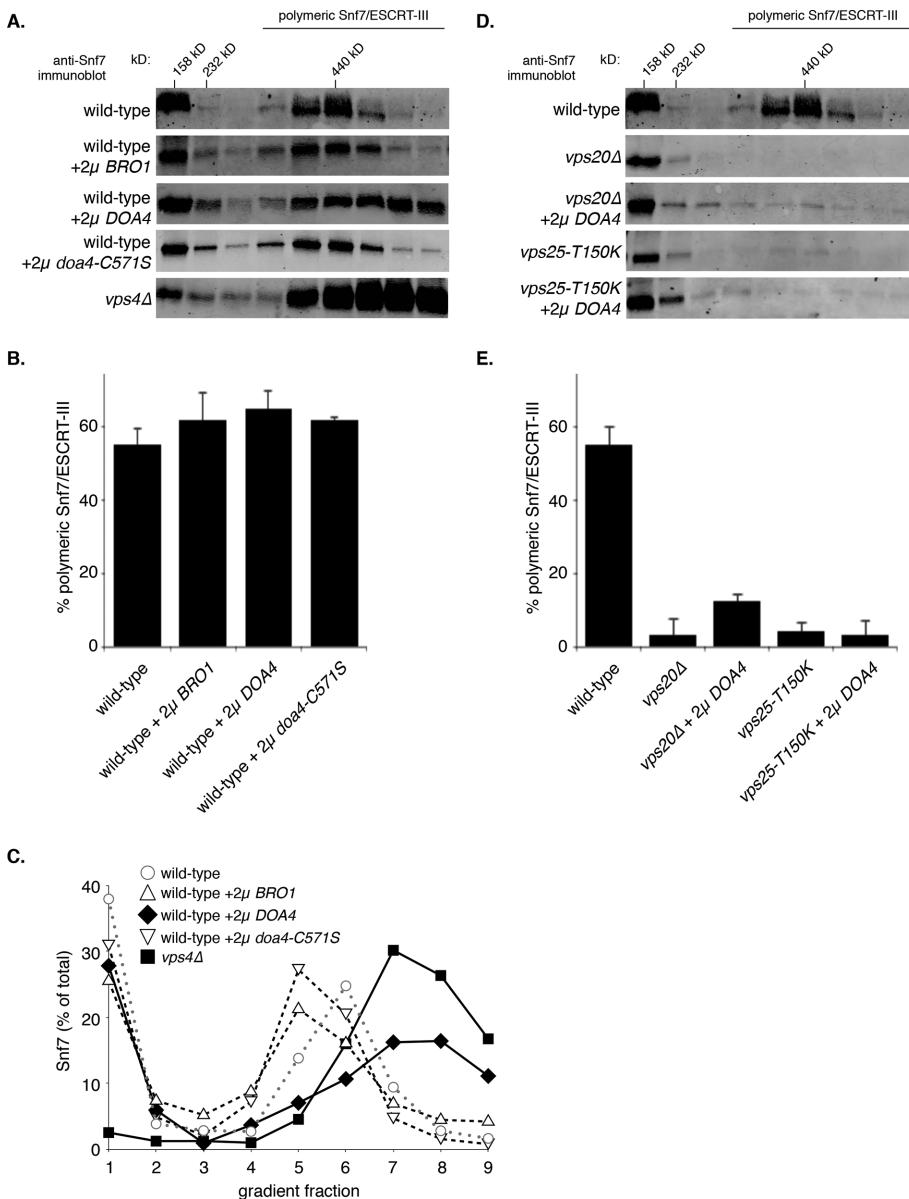 A.
polymeric Snf7/ESCRT-III
anti-Snf7
immunoblot
kD:
158 kD
232 kD
440 kD
wild-type
wild-type
+2µ BRO1
wild-type
+2µ DOA4
wild-type
+2µ doa4-C571S
vps4Δ
D.
polymeric Snf7/ESCRT-III
anti-Snf7
immunoblot
kD:
158 kD
232 kD
440 kD
wild-type
vps20Δ
vps20Δ
+2µ DOA4
vps25-T150K
vps25-T150K
+2µ DOA4
B.
% polymeric Snf7/ESCRT-III
60
40
20
0
wild-type
wild-type + 2µ BRO1
wild-type + 2µ DOA4
wild-type + 2µ doa4-C571S
E.
% polymeric Snf7/ESCRT-III
60
40
20
0
wild-type
vps20Δ
vps20Δ + 2µ DOA4
vps25-T150K
vps25-T150K + 2µ DOA4
C.
wild-type
wild-type +2µ BRO1
wild-type +2µ DOA4
wild-type +2µ doa4-C571S
vps4Δ
Snf7 (% of total)
40
30
20
10
0
1 2 3 4 5 6 7 8 9
gradient fraction